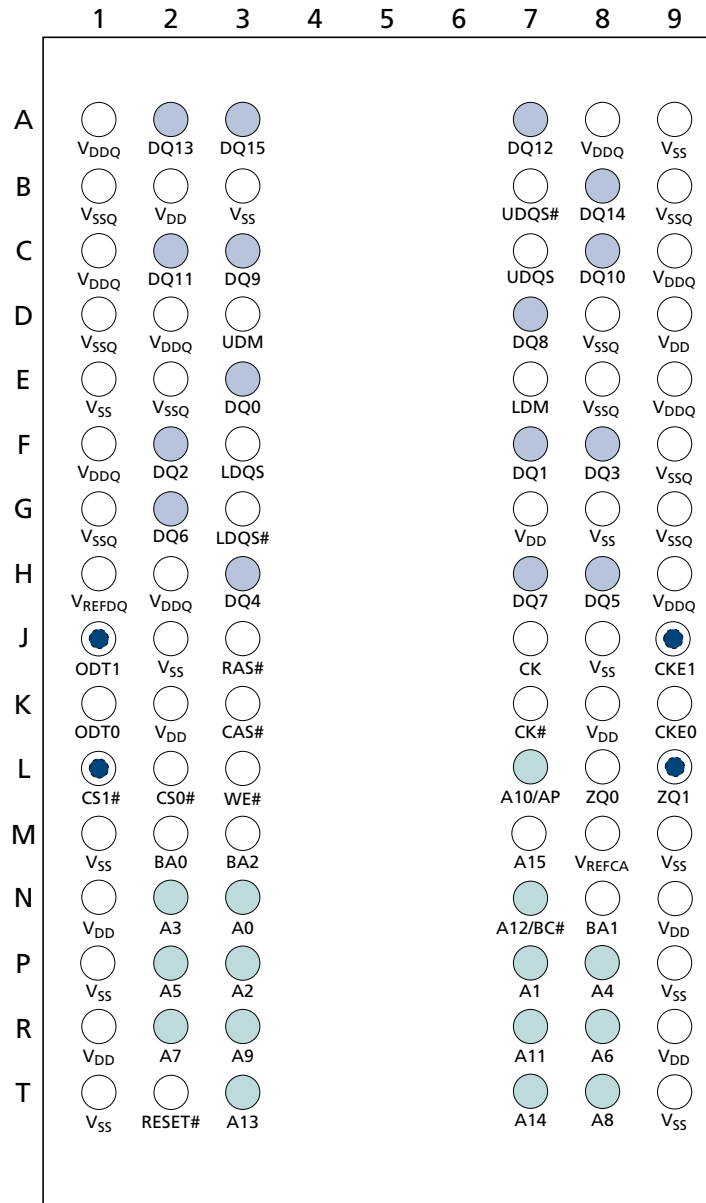 1 2 3 4 5 6 7 8 9
A
VDDQ DQ13 DQ15 DQ12 VDDQ VSS
B
VSSQ VDD VSS UDQS# DQ14 VSSQ
C
VDDQ DQ11 DQ9 UDQS DQ10 VDDQ
D
VSSQ VDDQ UDM DQ8 VSSQ VDD
E
VSS VSSQ DQ0 LDM VSSQ VDDQ
F
VDDQ DQ2 LDQS DQ1 DQ3 VSSQ
G
VSSQ DQ6 LDQS# VDD VSS VSSQ
H
VREFDQ VDDQ DQ4 DQ7 DQ5 VDDQ
J
ODT1 VSS RAS# CK VSS CKE1
K
ODT0 VDD CAS# CK# VDD CKE0
L
CS1# CS0# WE# A10/AP ZQ0 ZQ1
M
VSS BA0 BA2 A15 VREFCA VSS
N
VDD A3 A0 A12/BC# BA1 VDD
P
VSS A5 A2 A1 A4 VSS
R
VDD A7 A9 A11 A6 VDD
T
VSS RESET# A13 A14 A8 VSS